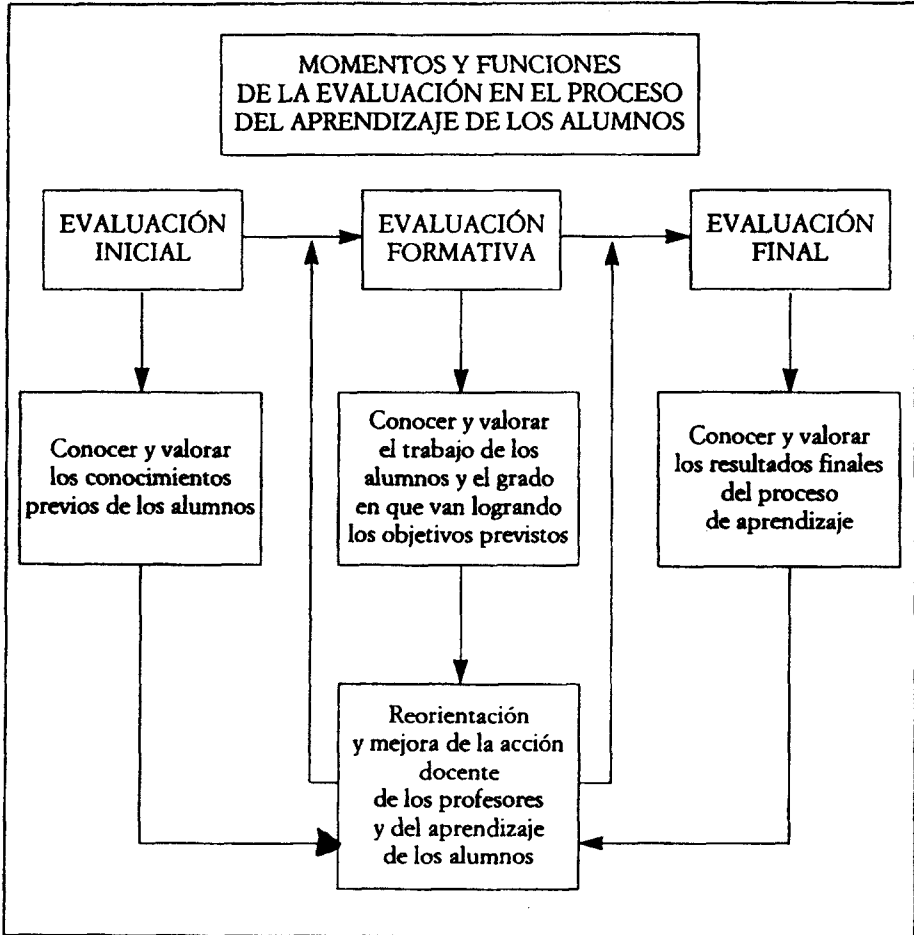 MOMENTOS Y FUNCIONES
DE LA EVALUACIÓN EN EL PROCESO
DEL APRENDIZAJE DE LOS ALUMNOS
EVALUACIÓN
INICIAL
EVALUACIÓN
FORMATIVA
EVALUACIÓN
FINAL
Conocer y valorar
los conocimientos
previos de los alumnos
Conocer y valorar
el trabajo de los
alumnos y el grado
en que van logrando
los objetivos previstos
Conocer y valorar
los resultados finales
del proceso
de aprendizaje
Reorientación
y mejora de la acción
docente
de los profesores
y del aprendizaje
de los alumnos